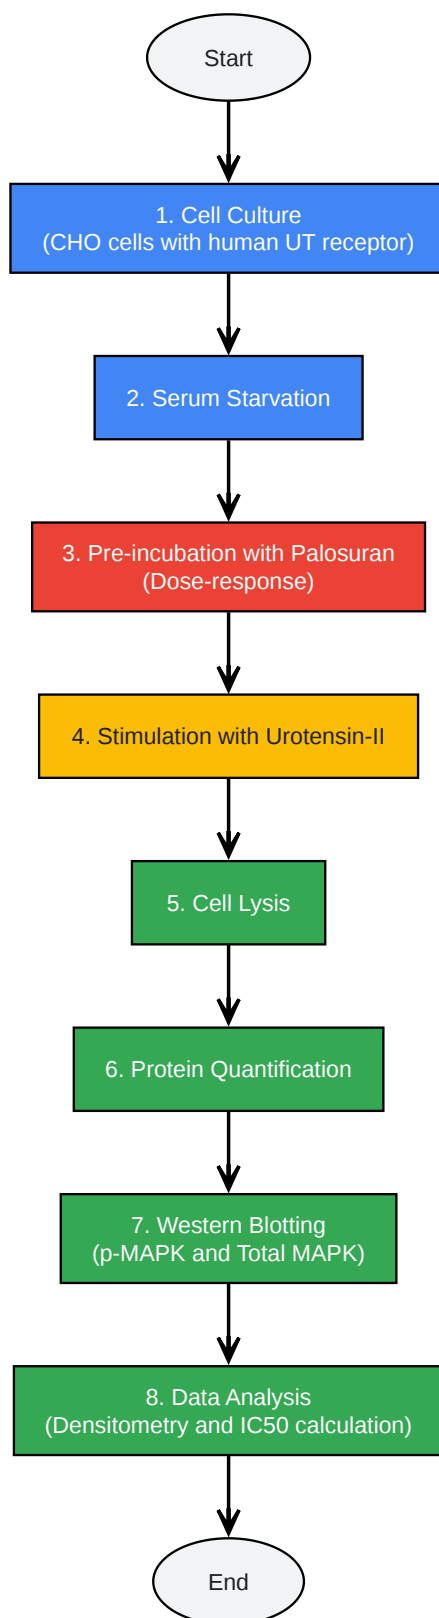 Start
1. Cell Culture
(CHO cells with human UT receptor)
2. Serum Starvation
3. Pre-incubation with Palosuran
(Dose-response)
4. Stimulation with Urotensin-II
5. Cell Lysis
6. Protein Quantification
7. Western Blotting
(p-MAPK and Total MAPK)
8. Data Analysis
(Densitometry and IC50 calculation)
End